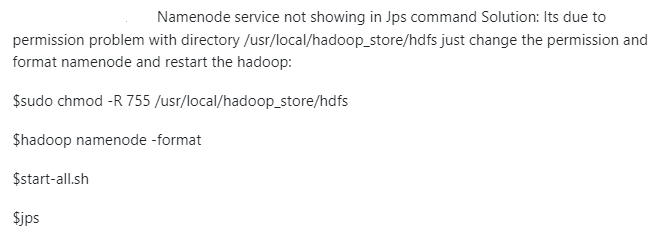 Namenode service not showing in Jps command Solution: Its due to
permission problem with directory /usr/local/hadoop_store/hdfs just change the permission and
format namenode and restart the hadoop:
$sudo chmod -R 755 /usr/local/hadoop_store/hdfs
$hadoop namenode -format
$start-all.sh
$jps